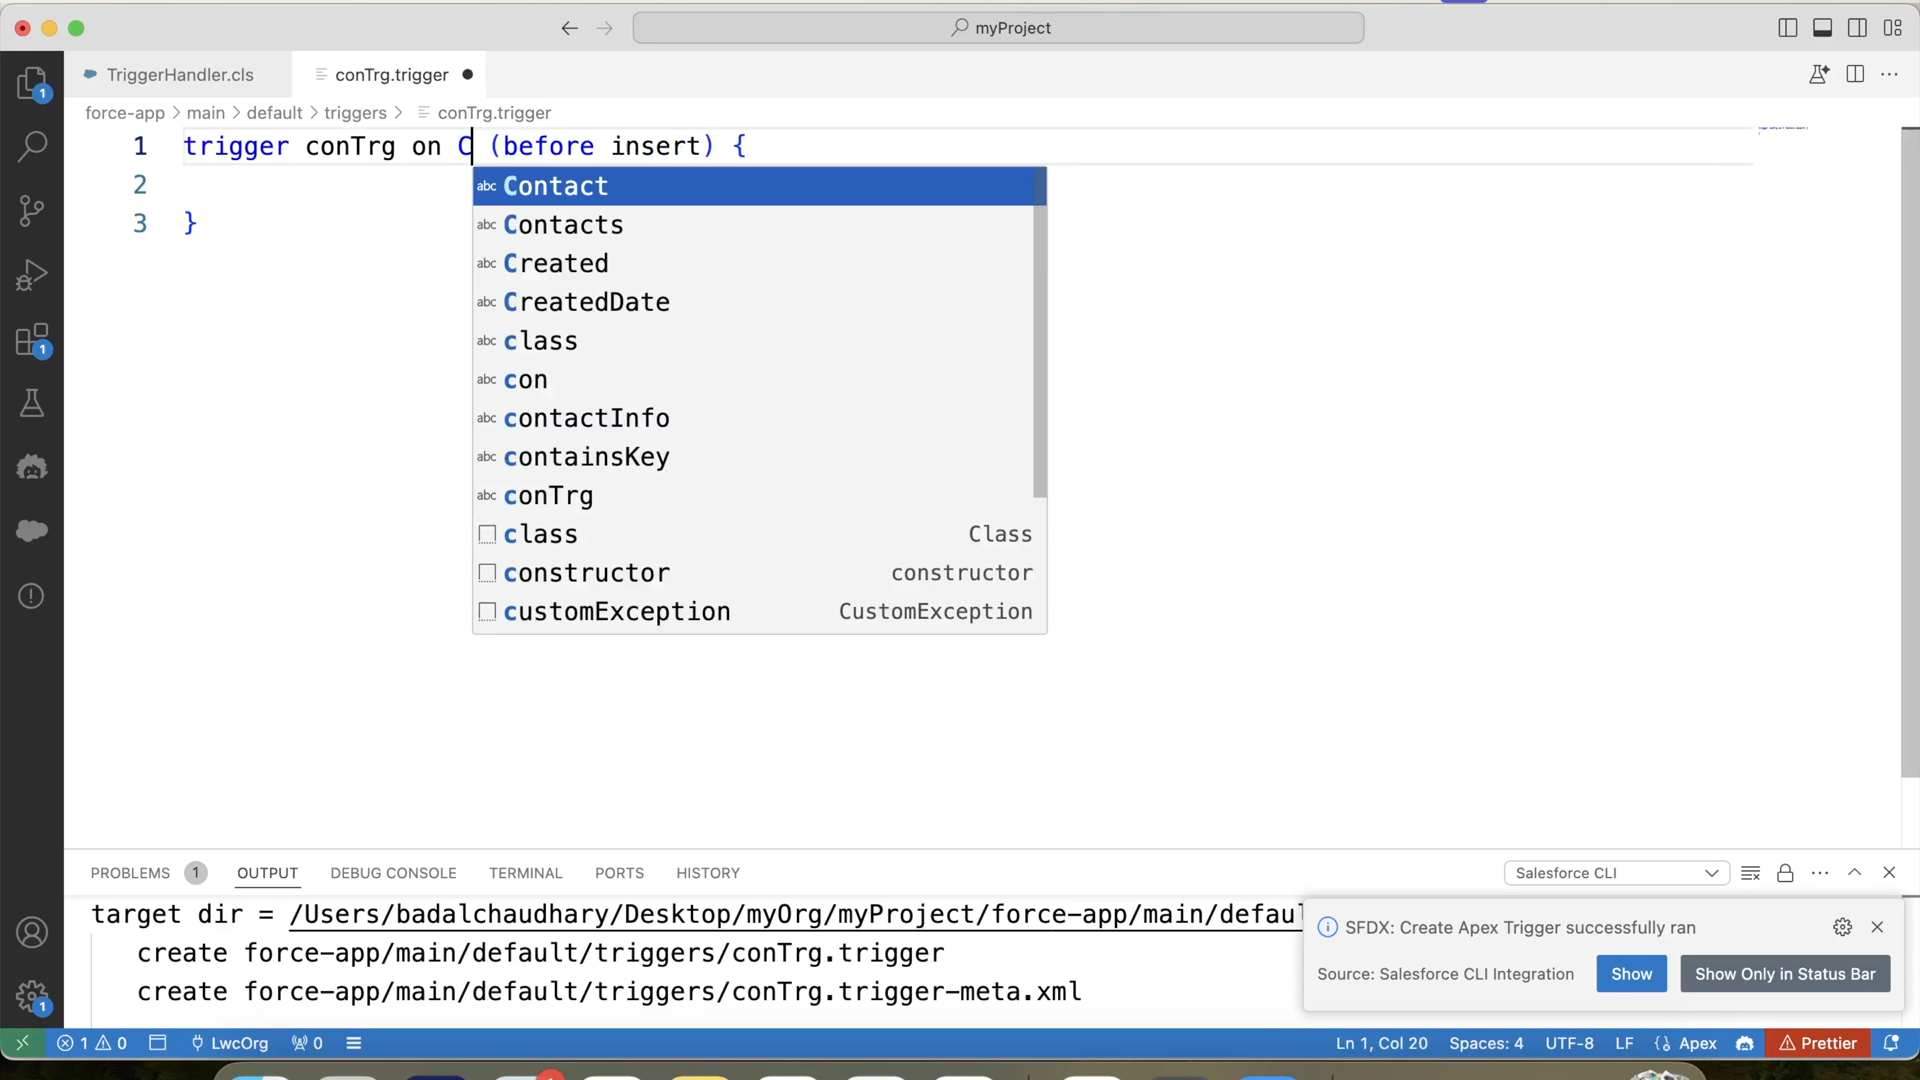 myProject
TriggerHandler.cls
conTrg.trigger
force-app > main > default > triggers > conTrg.trigger
1 trigger conTrg on C (before insert) {
2
3 }
abc Contact
abc Contacts
abc Created
abc CreatedDate
abc class
abc con
abc contactInfo
abc containsKey
abc conTrg
class Class
constructor constructor
customException CustomException
1
1
1
PROBLEMS 1 OUTPUT DEBUG CONSOLE TERMINAL PORTS HISTORY
Salesforce CLI
target dir = /Users/badalchaudhary/Desktop/myOrg/myProject/force-app/main/defaul
create force-app/main/default/triggers/conTrg.trigger
create force-app/main/default/triggers/conTrg.trigger-meta.xml
SFDX: Create Apex Trigger successfully ran
Source: Salesforce CLI Integration
Show
Show Only in Status Bar
1 0 LwcOrg 0
Ln 1, Col 20 Spaces: 4 UTF-8 LF Apex Prettier